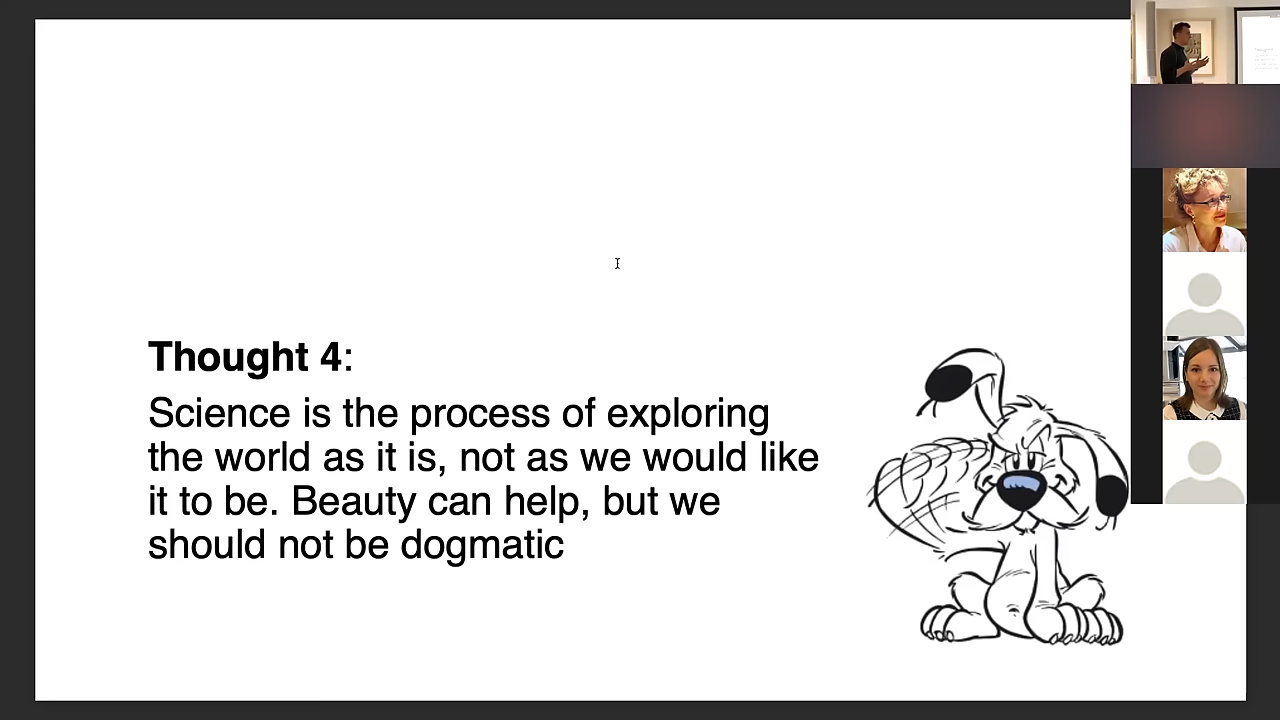 Thought 4:
Science is the process of exploring
the world as it is, not as we would like
it to be. Beauty can help, but we
should not be dogmatic